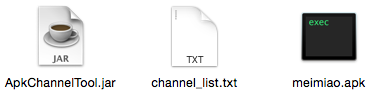 JAR
TXT
exec
ApkChannelTool.jar
channel_list.txt
meimiao.apk